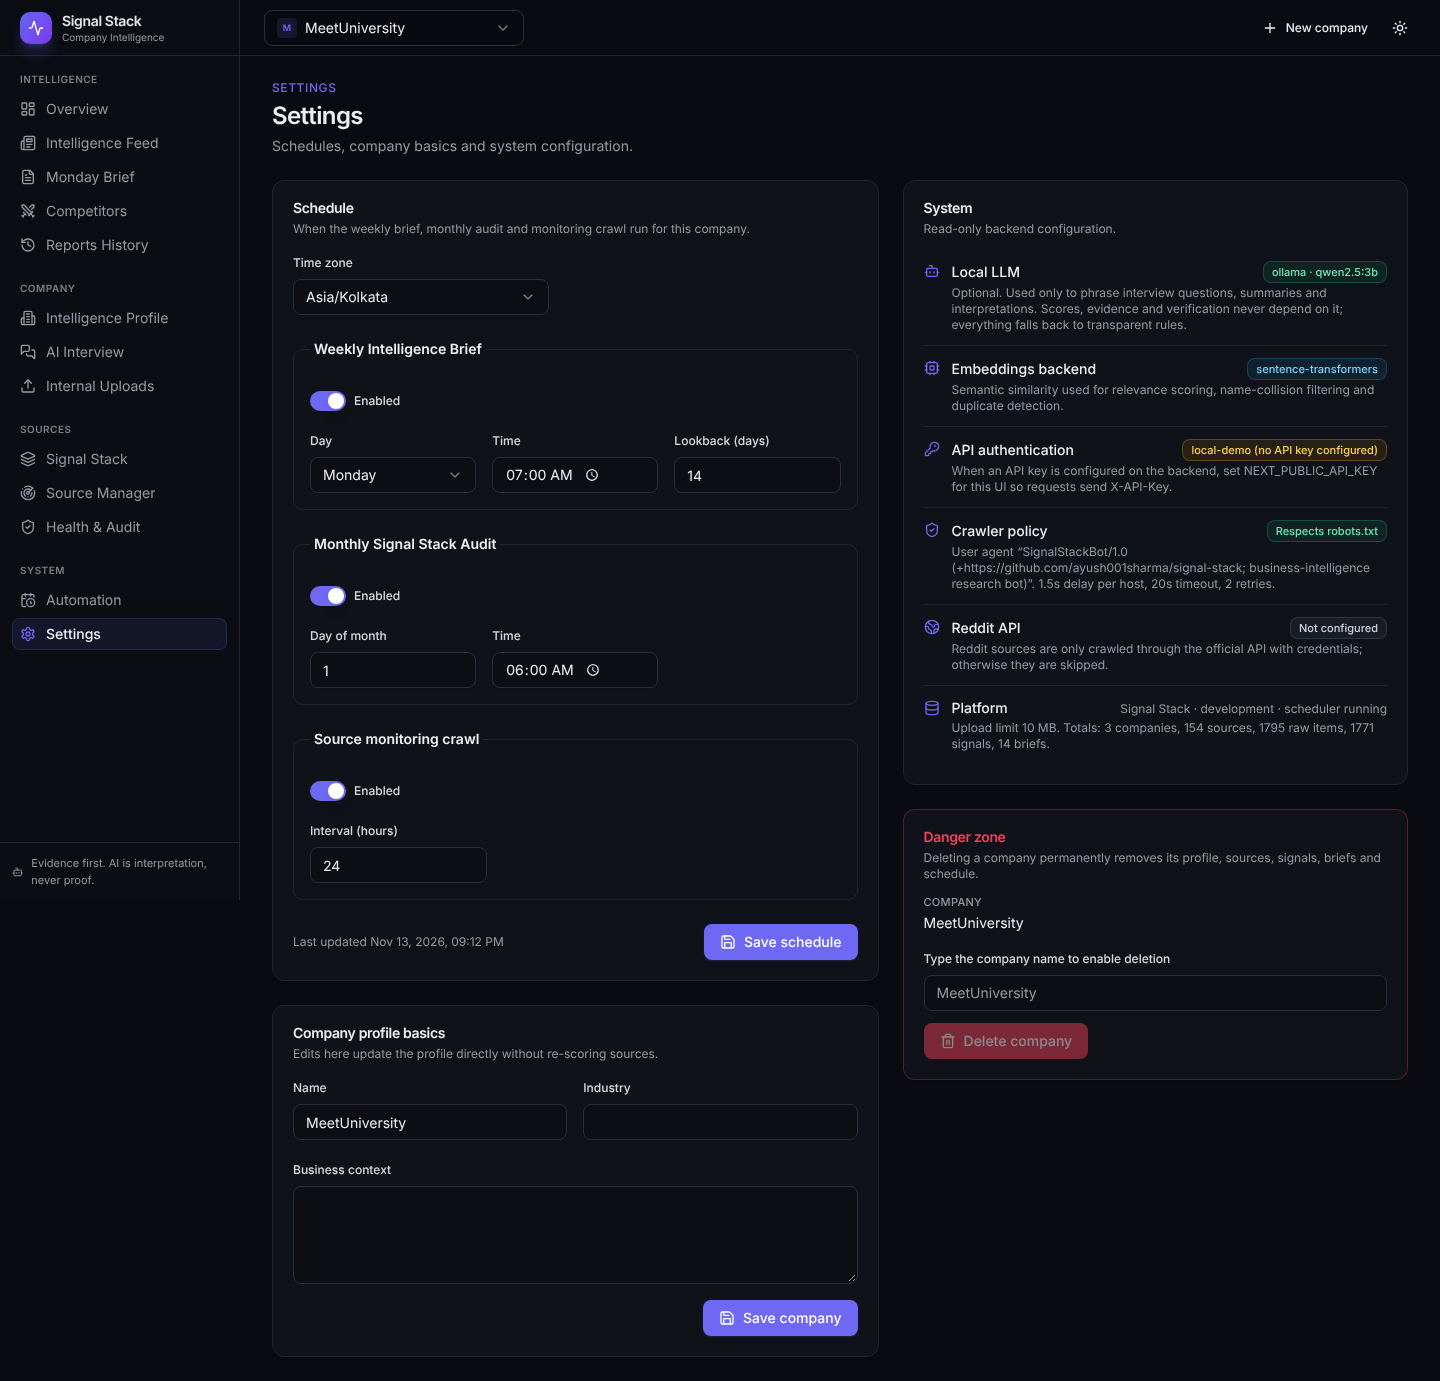 Signal Stack
Company Intelligence
INTELLIGENCE
Overview
Intelligence Feed
Monday Brief
Competitors
Reports History
COMPANY
Intelligence Profile
AI Interview
Internal Uploads
SOURCES
Signal Stack
Source Manager
Health & Audit
SYSTEM
Automation
Settings
Evidence first. AI is interpretation,
never proof.
M
MeetUniversity
New company
SETTINGS
Settings
Schedules, company basics and system configuration.
Schedule
When the weekly brief, monthly audit and monitoring crawl run for this company.
Time zone
Asia/Kolkata
Weekly Intelligence Brief
Enabled
Day
Time
Lookback (days)
Monday
07:00 AM
14
Monthly Signal Stack Audit
Enabled
Day of month
Time
1
06:00 AM
Source monitoring crawl
Enabled
Interval (hours)
24
Last updated Nov 13, 2026, 09:12 PM
Save schedule
Company profile basics
Edits here update the profile directly without re-scoring sources.
Name
Industry
MeetUniversity
Business context
Save company
System
Read-only backend configuration.
Local LLM
ollama · qwen2.5:3b
Optional. Used only to phrase interview questions, summaries and
interpretations. Scores, evidence and verification never depend on it;
everything falls back to transparent rules.
Embeddings backend
sentence-transformers
Semantic similarity used for relevance scoring, name-collision filtering and
duplicate detection.
API authentication
local-demo (no API key configured)
When an API key is configured on the backend, set NEXT_PUBLIC_API_KEY
for this UI so requests send X-API-Key.
Crawler policy
Respects robots.txt
User agent “SignalStackBot/1.0
(+https://github.com/ayush001sharma/signal-stack; business-intelligence
research bot)”. 1.5s delay per host, 20s timeout, 2 retries.
Reddit API
Not configured
Reddit sources are only crawled through the official API with credentials;
otherwise they are skipped.
Platform
Signal Stack · development · scheduler running
Upload limit 10 MB. Totals: 3 companies, 154 sources, 1795 raw items, 1771
signals, 14 briefs.
Danger zone
Deleting a company permanently removes its profile, sources, signals, briefs and
schedule.
COMPANY
MeetUniversity
Type the company name to enable deletion
MeetUniversity
Delete company